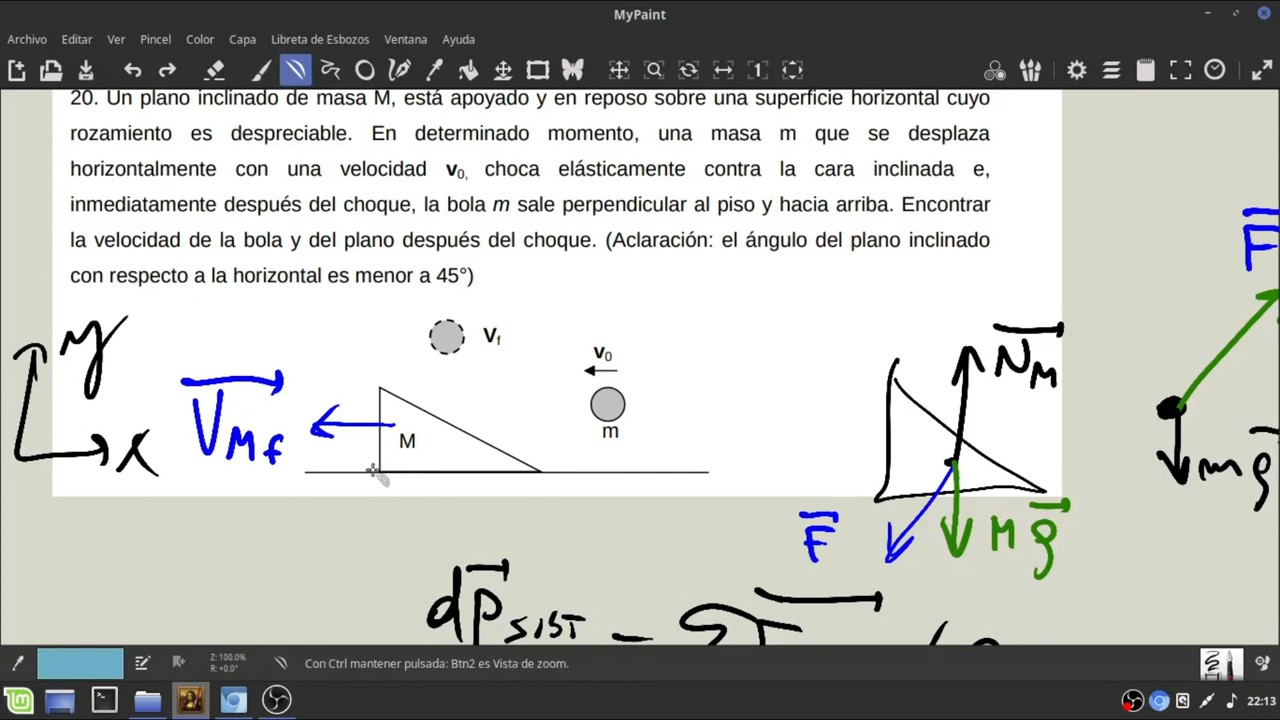 MyPaint
Archivo Editar Ver Pincel Color Capa Libreta de Esbozos Ventana Ayuda
20. Un plano inclinado de masa M, está apoyado y en reposo sobre una superficie horizontal cuyo
rozamiento es despreciable. En determinado momento, una masa m que se desplaza
horizontalmente con una velocidad v0, choca elásticamente contra la cara inclinada e,
inmediatamente después del choque, la bola m sale perpendicular al piso y hacia arriba. Encontrar
la velocidad de la bola y del plano después del choque. (Aclaración: el ángulo del plano inclinado
con respecto a la horizontal es menor a 45°)
y
x
VMf
Vf
v0
M
m
NM
F
Mg
F
mg
dpSIST =
Z: 100.0%
R: +0.0°
Con Ctrl mantener pulsada: Btn2 es Vista de zoom.
22:13